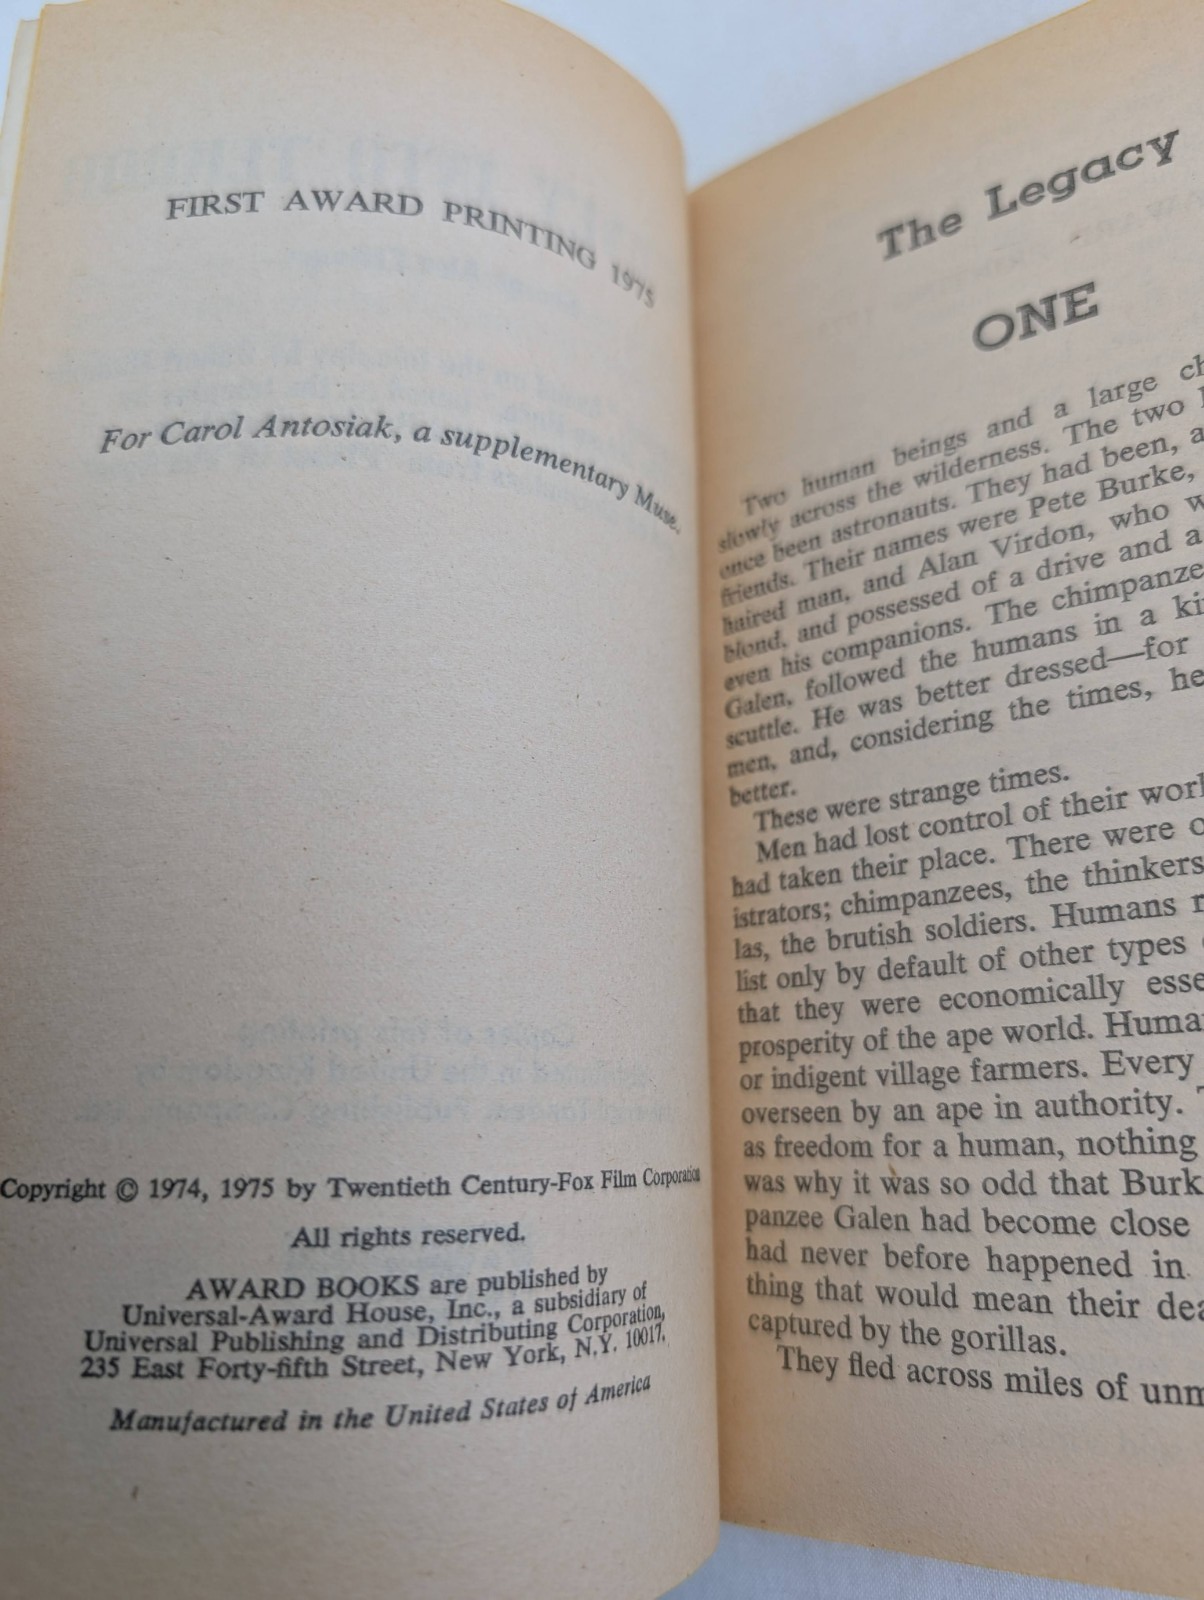 FIRST AWARD PRINTING 1975
For Carol Antosiak, a supplementary Muse.
Copyright © 1974, 1975 by Twentieth Century-Fox Film Corporation
All rights reserved.
AWARD BOOKS are published by
Universal-Award House, Inc., a subsidiary of
Universal Publishing and Distributing Corporation,
235 East Forty-fifth Street, New York, N.Y. 10017.
Manufactured in the United States of America
The Legacy
ONE
Two human beings and a large ch
slowly across the wilderness. The two
once been astronauts. They had been, a
friends. Their names were Pete Burke,
haired man, and Alan Virdon, who w
blond, and possessed of a drive and a
even his companions. The chimpanze
Galen, followed the humans in a ki
scuttle. He was better dressed—for
men, and, considering the times, he
better.
These were strange times.
Men had lost control of their worl
had taken their place. There were o
istrators; chimpanzees, the thinkers
las, the brutish soldiers. Humans r
list only by default of other types
that they were economically esse
prosperity of the ape world. Huma
or indigent village farmers. Every
overseen by an ape in authority. T
as freedom for a human, nothing
was why it was so odd that Burk
panzee Galen had become close
had never before happened in
thing that would mean their dea
captured by the gorillas.
They fled across miles of unm